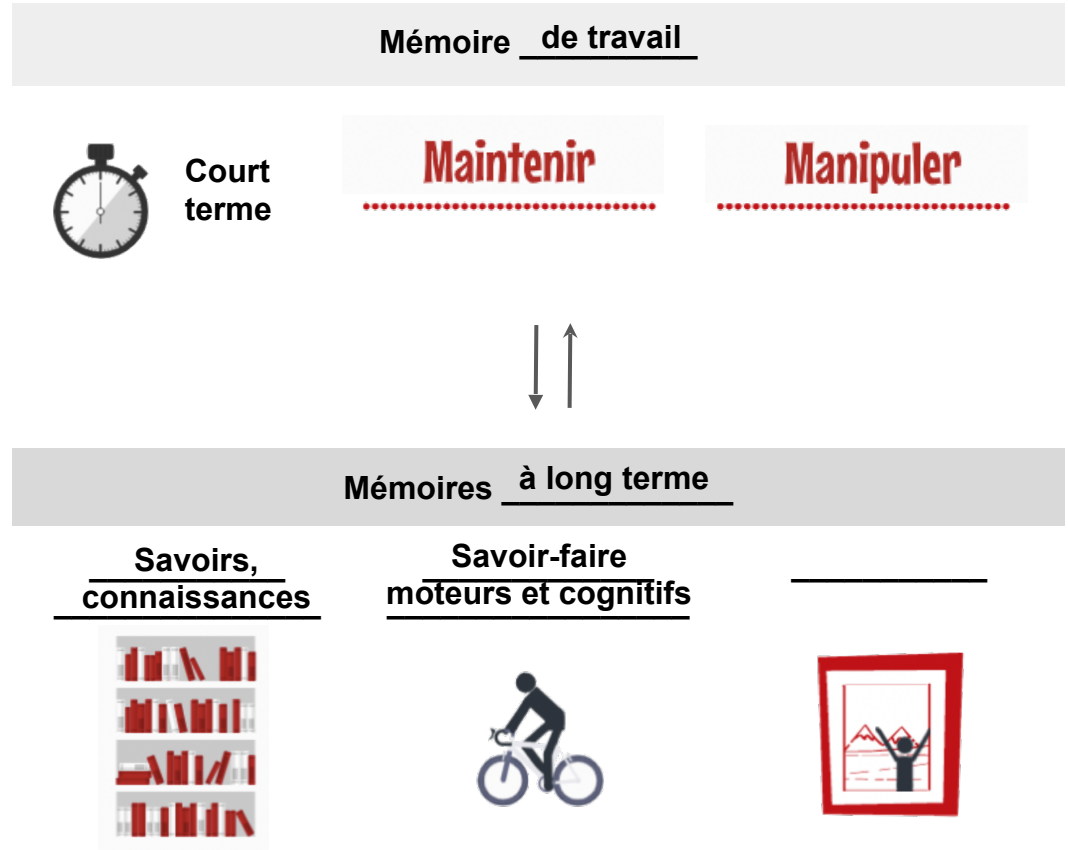 Mémoire de travail
Court
terme
Maintenir
Manipuler
Mémoires à long terme
Savoirs,
connaissances
Savoir-faire
moteurs et cognitifs